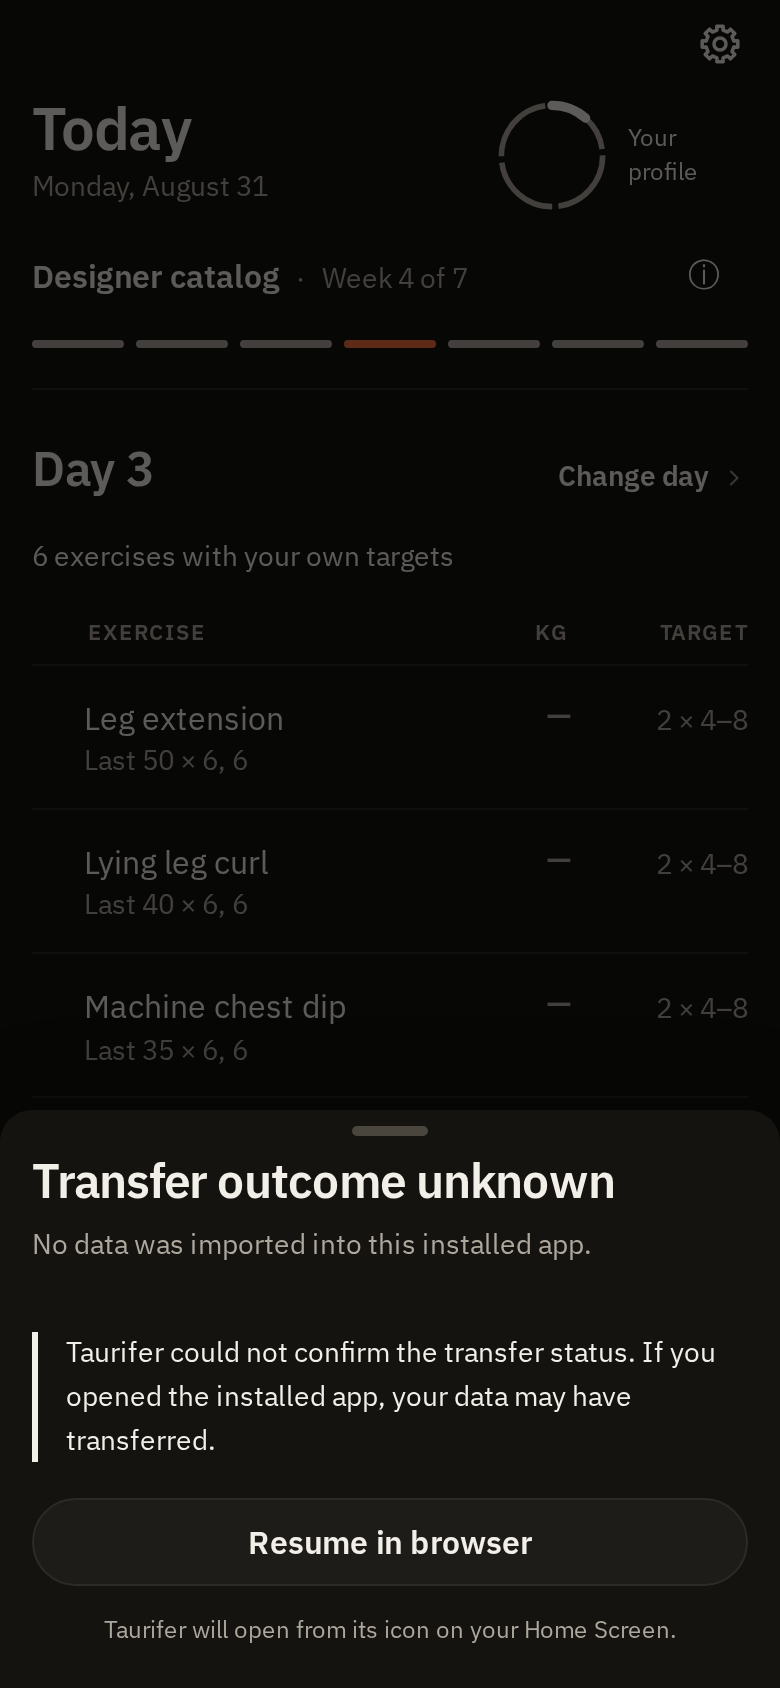 Today
Your
profile
Monday, August 31
Designer catalog · Week 4 of 7
Day 3
Change day
6 exercises with your own targets
EXERCISE KG TARGET
Leg extension — 2 × 4–8
Last 50 × 6, 6
Lying leg curl — 2 × 4–8
Last 40 × 6, 6
Machine chest dip — 2 × 4–8
Last 35 × 6, 6
Transfer outcome unknown
No data was imported into this installed app.
Taurifer could not confirm the transfer status. If you
opened the installed app, your data may have
transferred.
Resume in browser
Taurifer will open from its icon on your Home Screen.